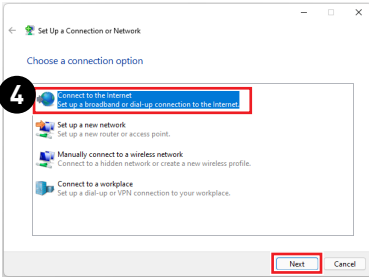 Set Up a Connection or Network
Choose a connection option
4
Connect to the Internet
Set up a broadband or dial-up connection to the Internet.
Set up a new network
Set up a new router or access point.
Manually connect to a wireless network
Connect to a hidden network or create a new wireless profile.
Connect to a workplace
Set up a dial-up or VPN connection to your workplace.
Next
Cancel